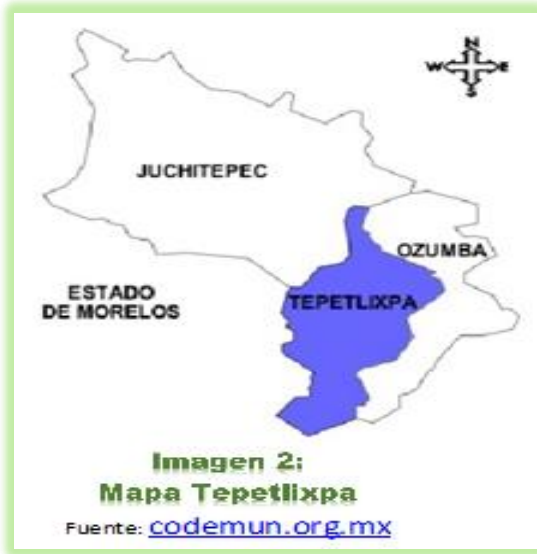 N
W E
S
JUCHITEPEC
OZUMBA
ESTADO
DE MORELOS
TEPETLIXPA
Imagen 2:
Mapa Tepetlixpa
Fuente: codemun.org.mx